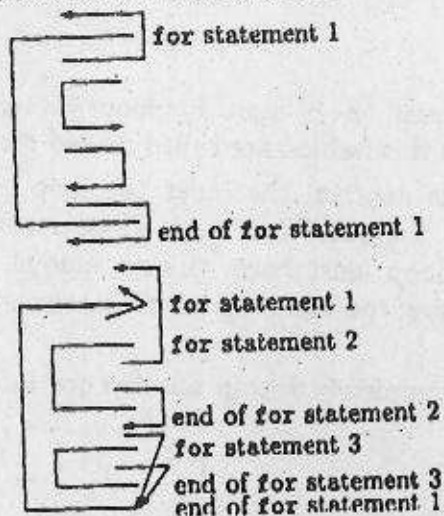 for statement 1
end of for statement 1
for statement 1
for statement 2
end of for statement 2
for statement 3
end of for statement 3
end of for statement 1